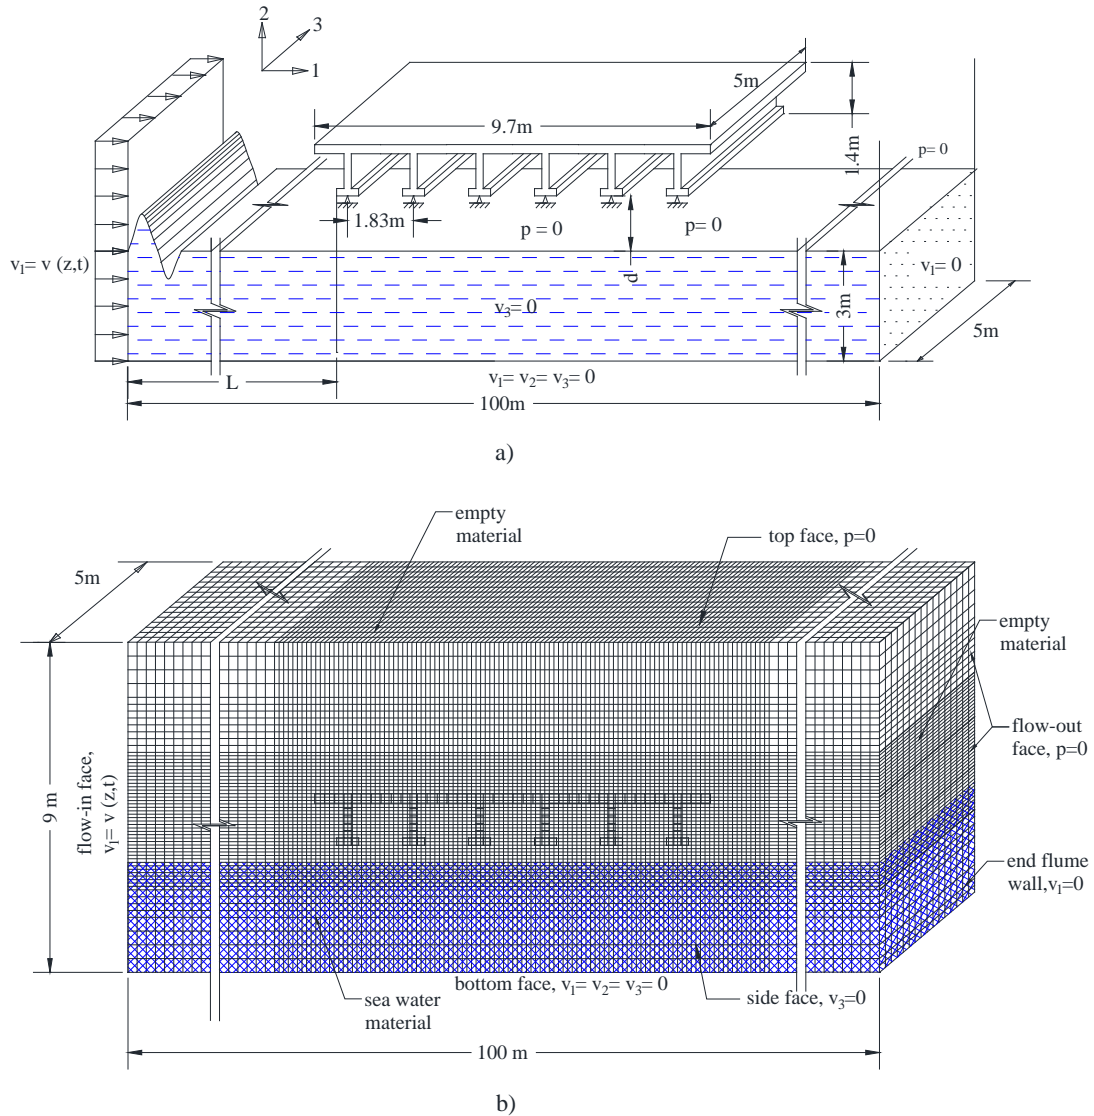 2
3
1
5m
9.7m
1.4m
p= 0
1.83m
p = 0
p= 0
v1= v (z,t)
d
v1= 0
v3=0
3m
5m
L
v1= v2= v3= 0
100m
a)
empty
material
top face, p=0
5m
empty
material
flow-out
face, p=0
9 m
flow-in face,
v1= v (z,t)
end flume
wall,v1=0
bottom face, v1= v2= v3= 0
side face, v3=0
sea water
material
100 m
b)